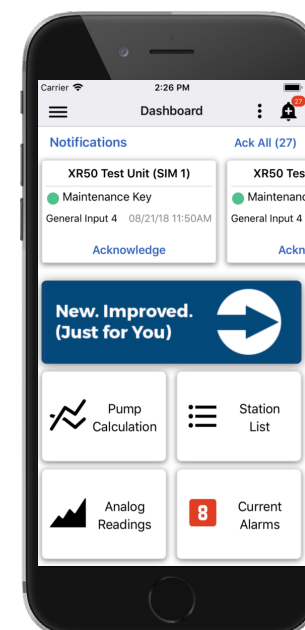 Carrier 2:26 PM
Dashboard 27
Notifications Ack All (27)
XR50 Test Unit (SIM 1)
Maintenance Key
General Input 4 08/21/18 11:50AM
Acknowledge
XR50 Tes
Maintenanc
General Input 4
Ackn
New. Improved.
(Just for You)
Pump
Calculation
Station
List
Analog
Readings
8
Current
Alarms